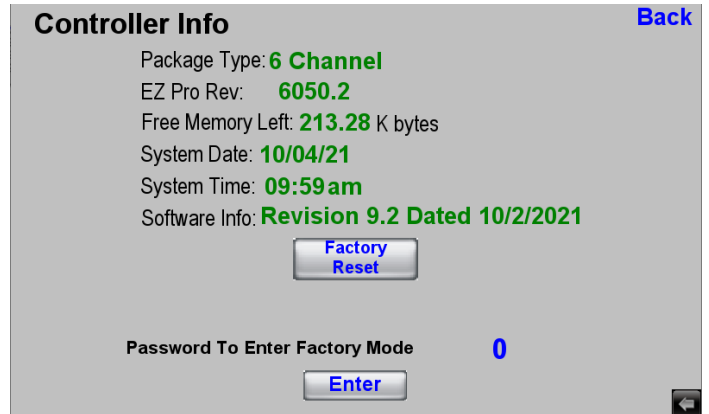 Controller Info
Back
Package Type: 6 Channel
EZ Pro Rev: 6050.2
Free Memory Left: 213.28 K bytes
System Date: 10/04/21
System Time: 09:59am
Software Info: Revision 9.2 Dated 10/2/2021
Factory
Reset
Password To Enter Factory Mode 0
Enter